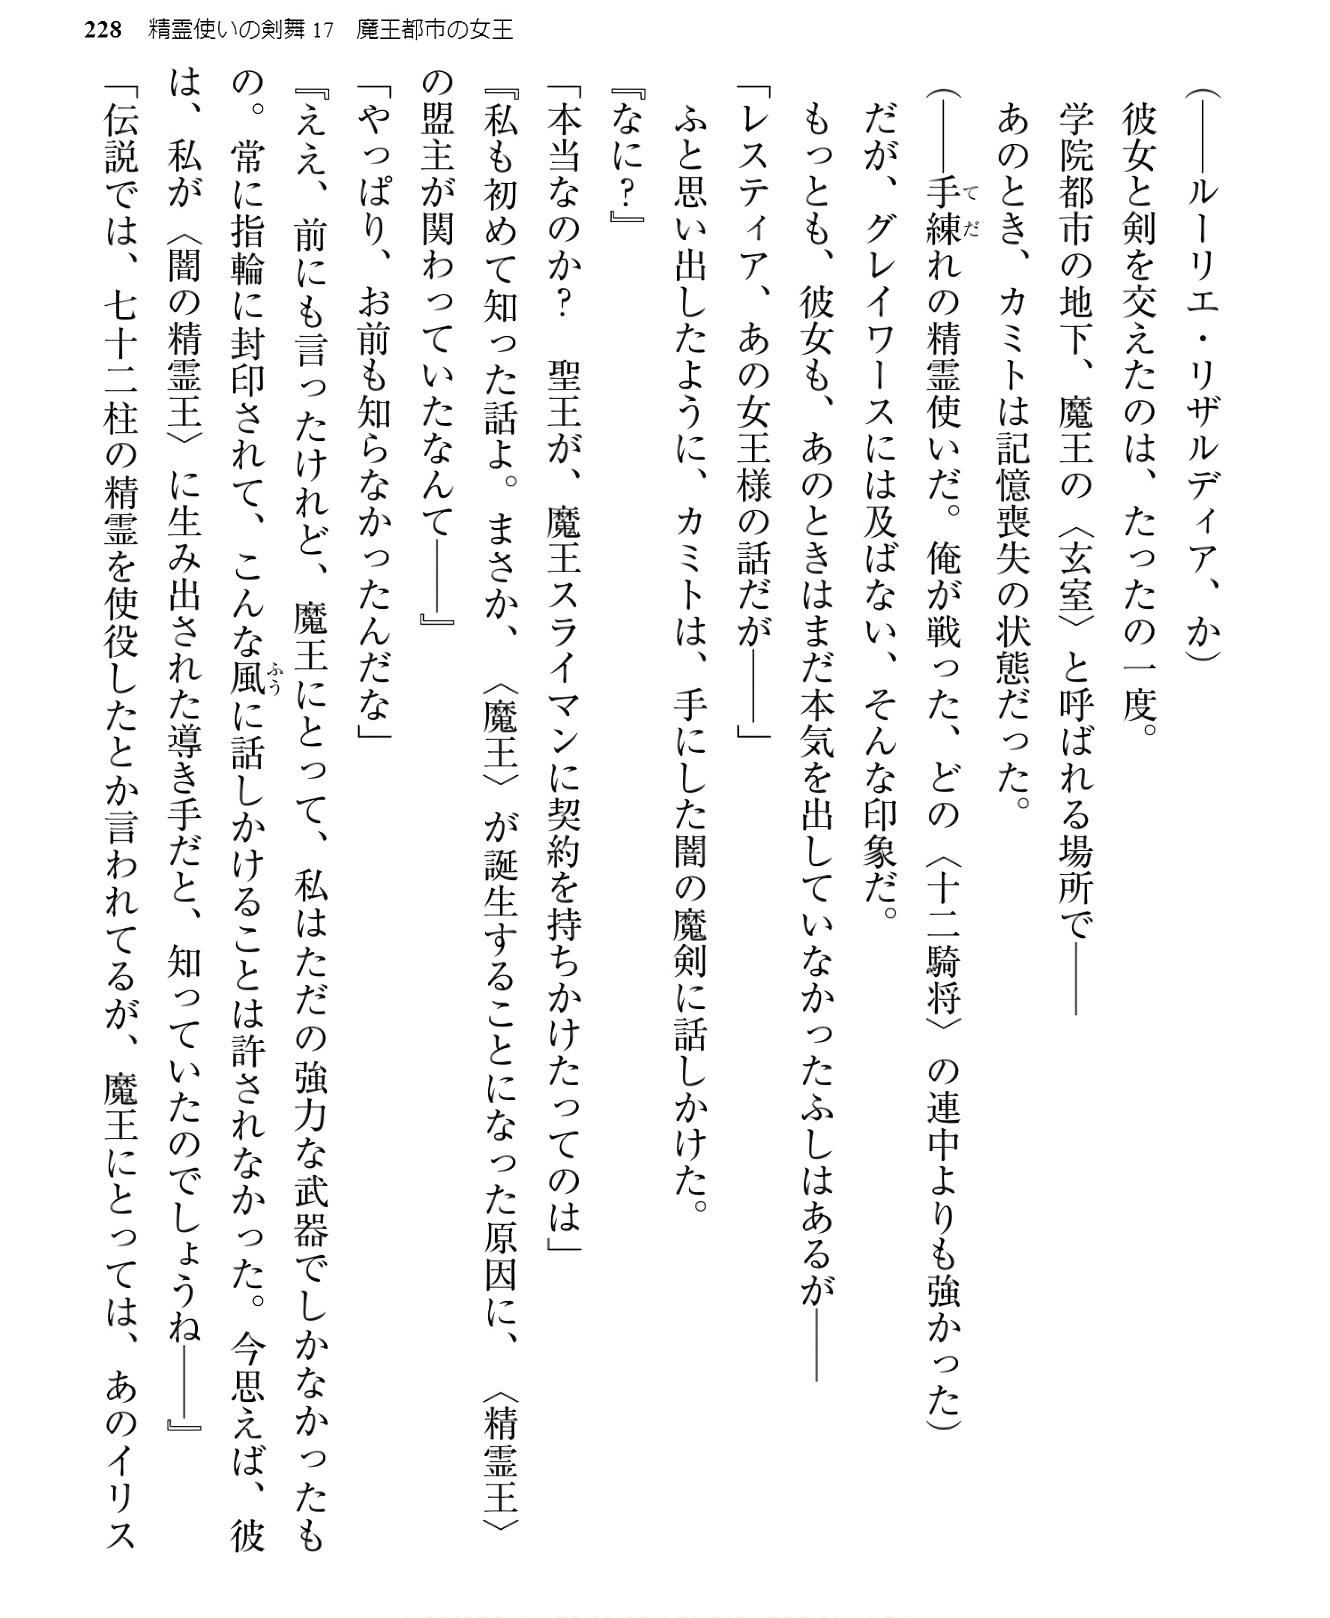 228　精霊使いの剣舞17　魔王都市の女王
（――ルーリエ・リザルディア、か）
　彼女と剣を交えたのは、たったの一度。
　学院都市の地下、魔王の〈玄室〉と呼ばれる場所で――
　あのとき、カミトは記憶喪失の状態だった。
（――手練れの精霊使いだ。俺が戦った、どの〈十二騎将〉の連中よりも強かった）
　だが、グレイワースには及ばない、そんな印象だ。
　もっとも、彼女も、あのときはまだ本気を出していなかったふしはあるが――
「レスティア、あの女王様の話だが――」
　ふと思い出したように、カミトは、手にした闇の魔剣に話しかけた。
『なに？』
「本当なのか？　聖王が、魔王スライマンに契約を持ちかけたってのは」
『私も初めて知った話よ。まさか、〈魔王〉が誕生することになった原因に、〈精霊王〉
の盟主が関わっていたなんて――』
「やっぱり、お前も知らなかったんだな」
『ええ、前にも言ったけれど、魔王にとって、私はただの強力な武器でしかなかったも
の。常に指輪に封印されて、こんな風に話しかけることは許されなかった。今思えば、彼
は、私が〈闇の精霊王〉に生み出された導き手だと、知っていたのでしょうね――』
「伝説では、七十二柱の精霊を使役したとか言われてるが、魔王にとっては、あのイリス